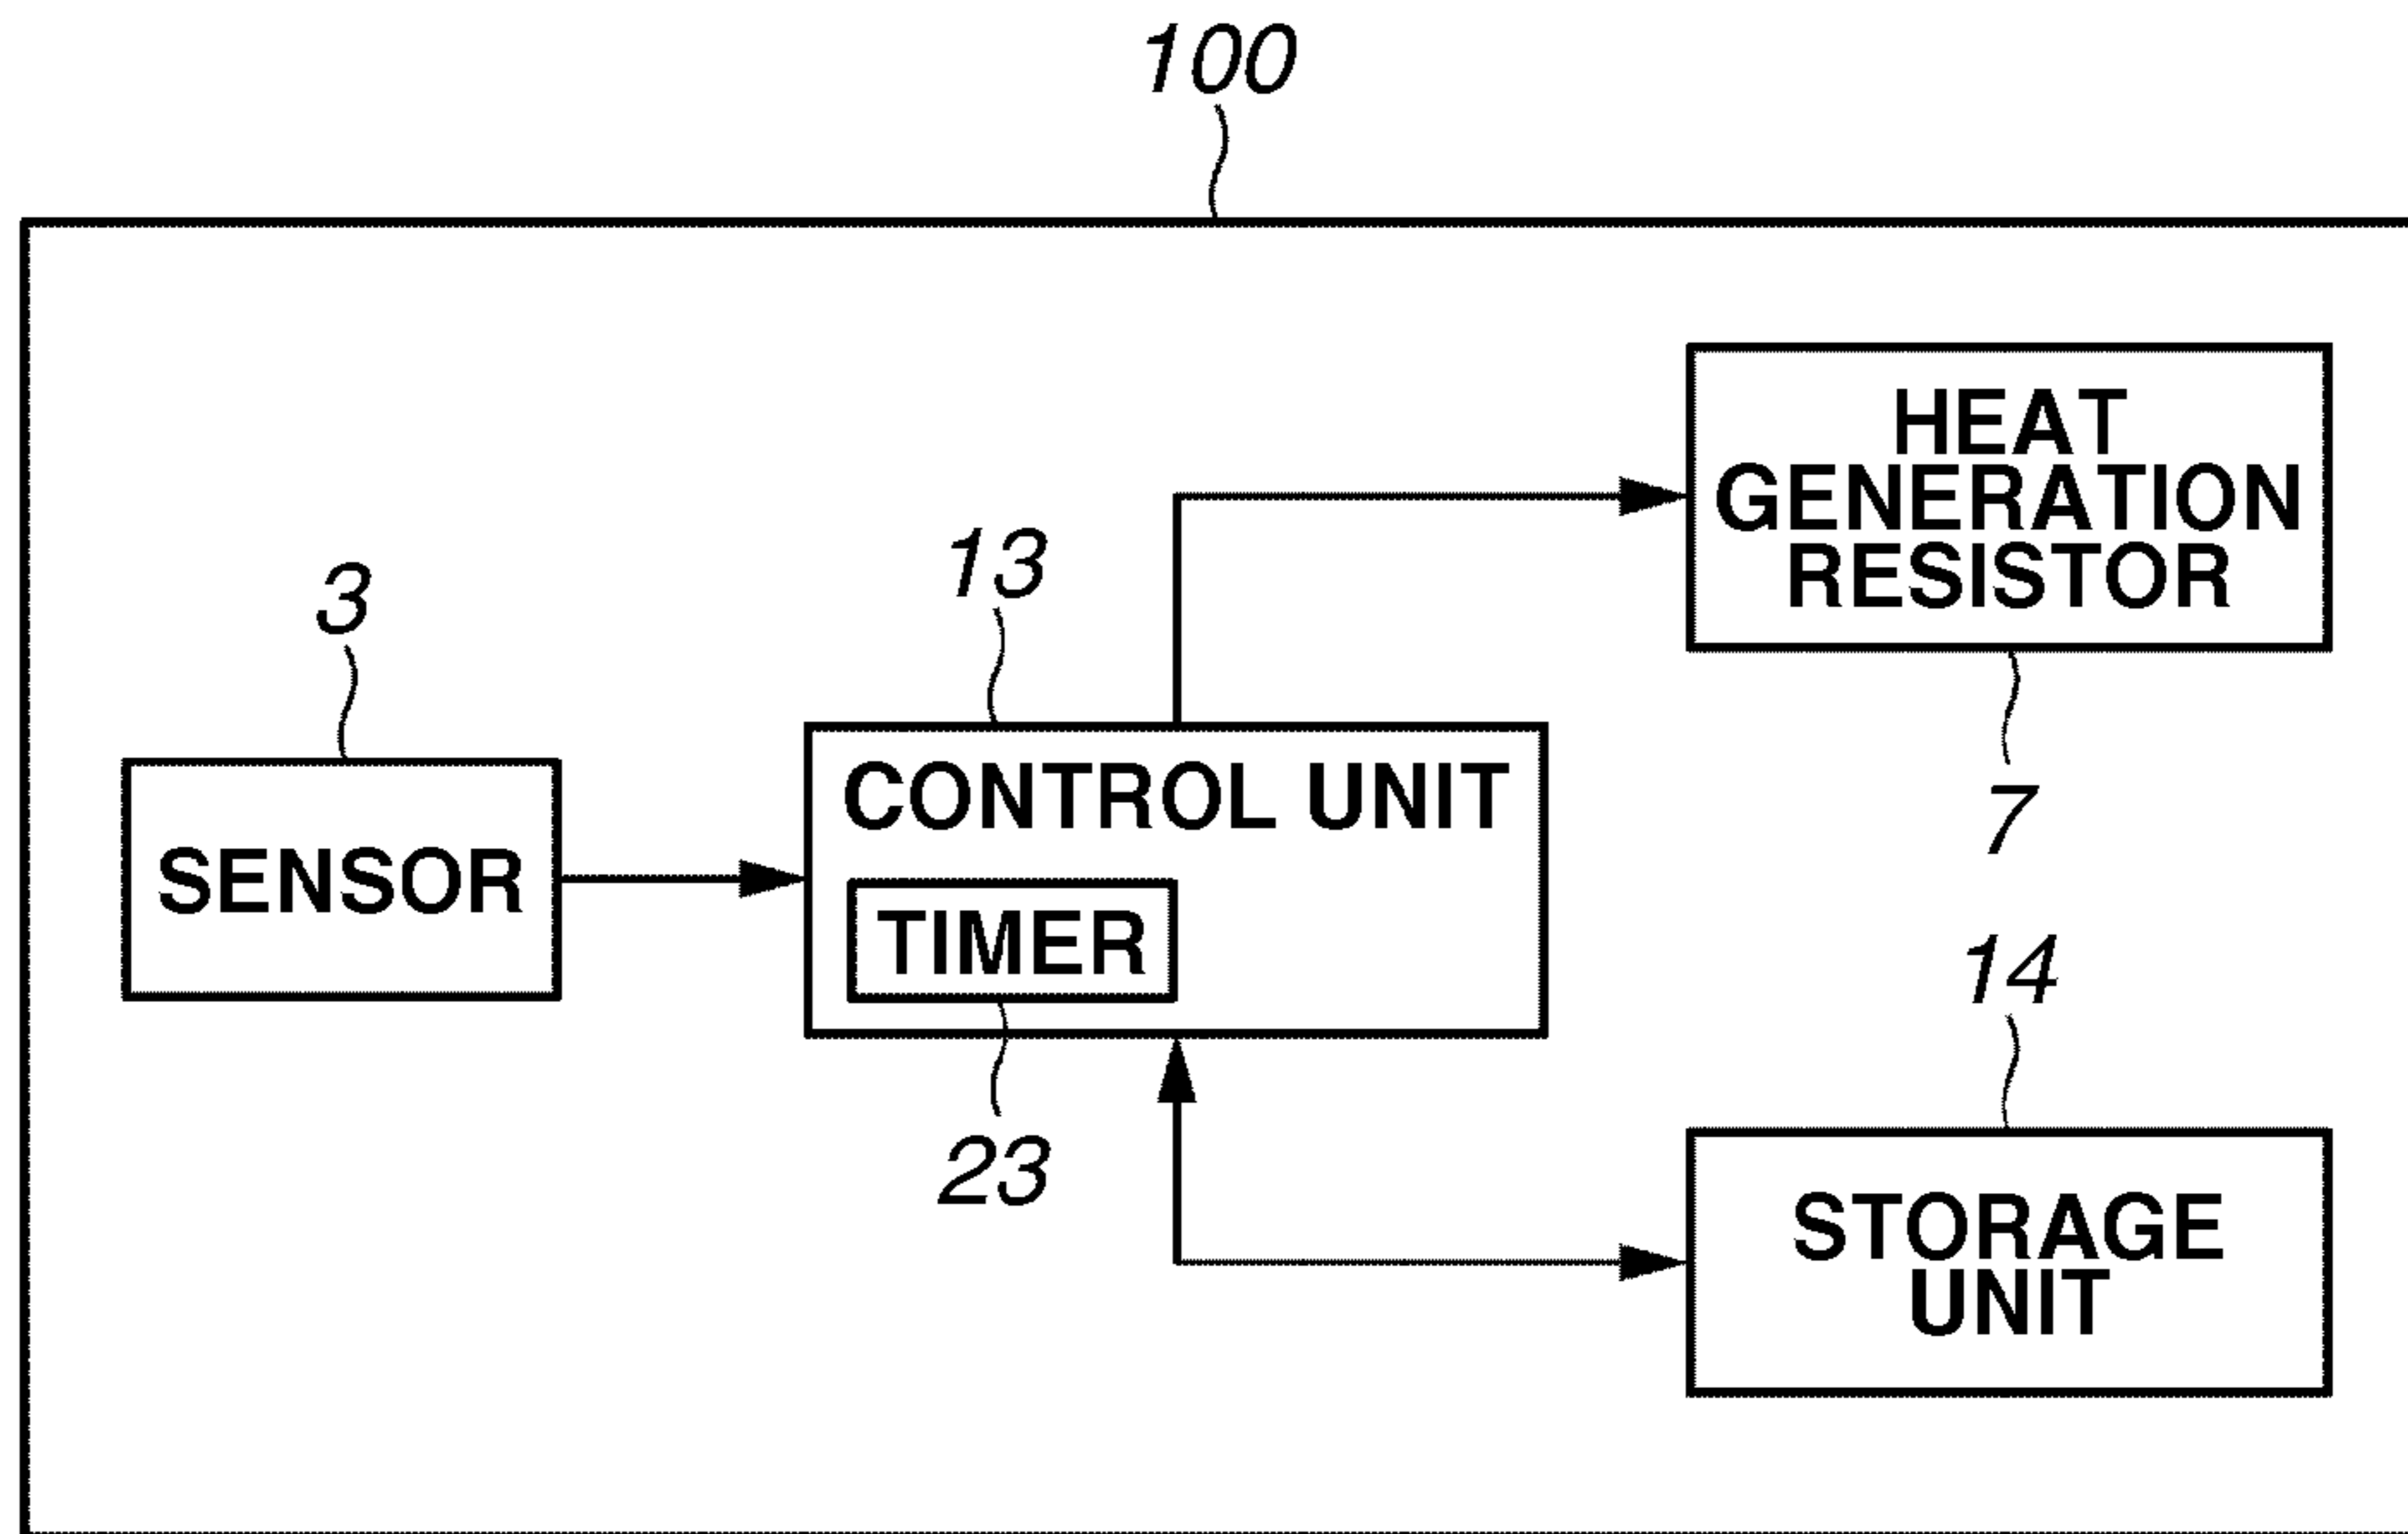 100
HEAT
GENERATION
RESISTOR
7
13
3
CONTROL UNIT
SENSOR
TIMER
23
14
STORAGE
UNIT